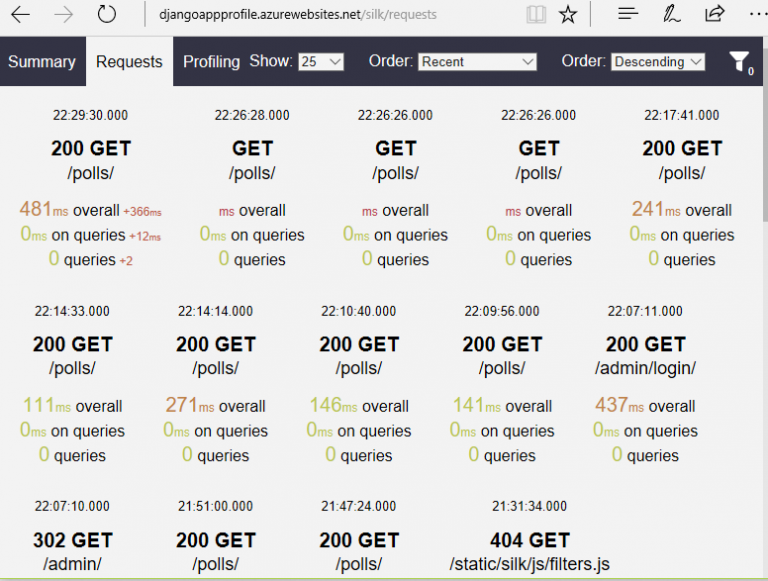 djangoappprofile.azurewebsites.net/silk/requests
Summary Requests Profiling Show: 25 Order: Recent Order: Descending 0
22:29:30.000 22:26:28.000 22:26:26.000 22:26:26.000 22:17:41.000
200 GET GET GET GET 200 GET
/polls/ /polls/ /polls/ /polls/ /polls/
481ms overall +366ms ms overall ms overall ms overall 241ms overall
0ms on queries +12ms 0ms on queries 0ms on queries 0ms on queries 0ms on queries
0 queries +2 0 queries 0 queries 0 queries 0 queries
22:14:33.000 22:14:14.000 22:10:40.000 22:09:56.000 22:07:11.000
200 GET 200 GET 200 GET 200 GET 200 GET
/polls/ /polls/ /polls/ /polls/ /admin/login/
111ms overall 271ms overall 146ms overall 141ms overall 437ms overall
0ms on queries 0ms on queries 0ms on queries 0ms on queries 0ms on queries
0 queries 0 queries 0 queries 0 queries 0 queries
22:07:10.000 21:51:00.000 21:47:24.000 21:31:34.000
302 GET 200 GET 200 GET 404 GET
/admin/ /polls/ /polls/ /static/silk/js/filters.js